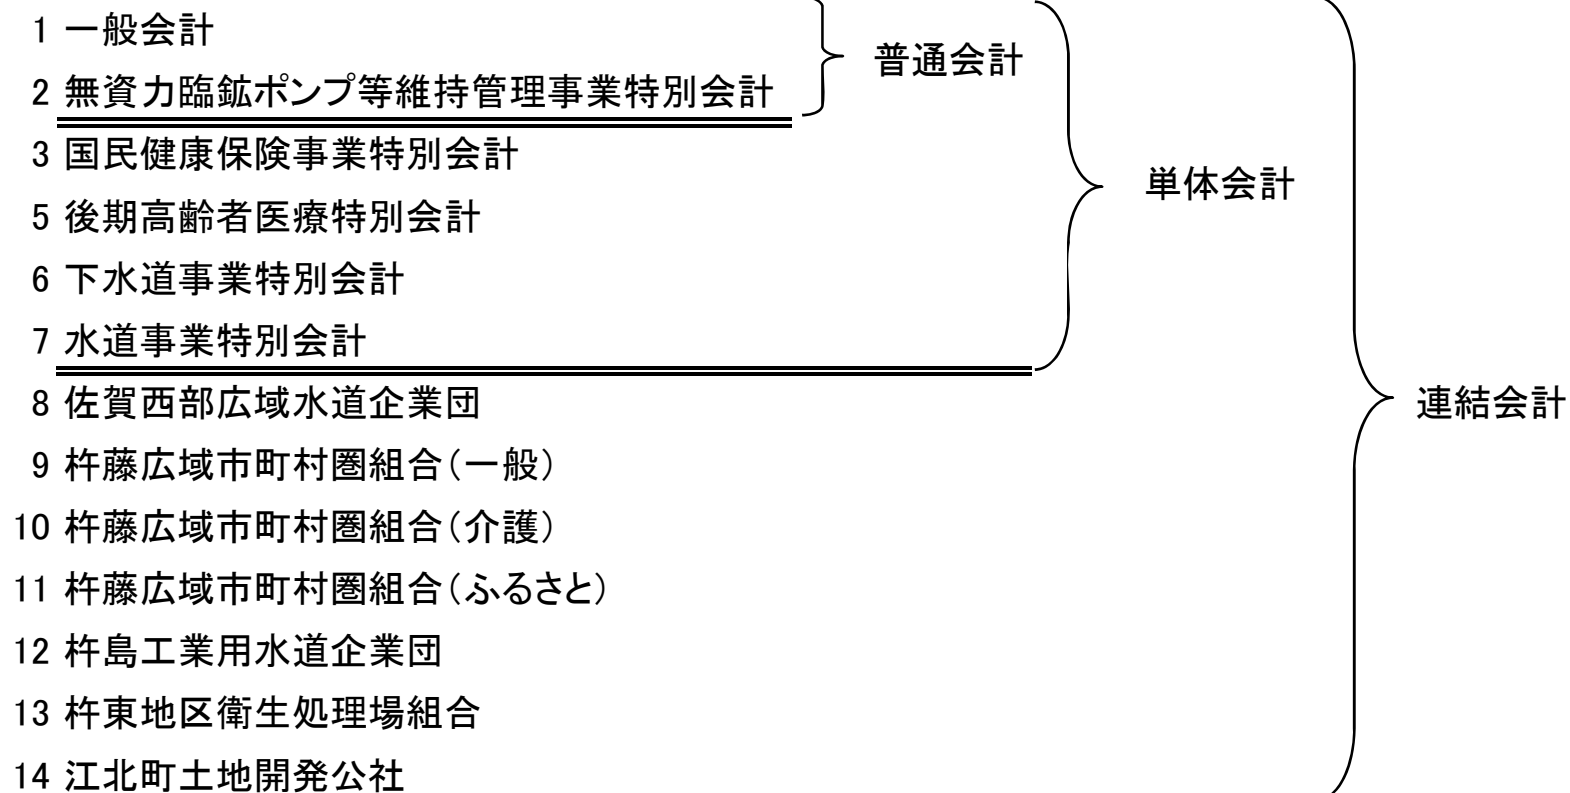 1 一般会計
2 無資力臨鉱ポンプ等維持管理事業特別会計
普通会計
3 国民健康保険事業特別会計
5 後期高齢者医療特別会計
単体会計
6 下水道事業特別会計
7 水道事業特別会計
8 佐賀西部広域水道企業団
連結会計
9 杵藤広域市町村圏組合（一般）
10 杵藤広域市町村圏組合（介護）
11 杵藤広域市町村圏組合（ふるさと）
12 杵島工業用水道企業団
13 杵東地区衛生処理場組合
14 江北町土地開発公社